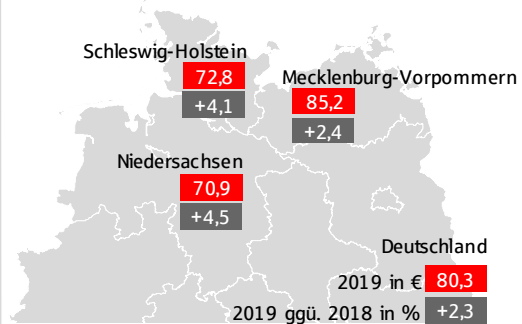 Schleswig-Holstein
72,8
+4,1
Mecklenburg-Vorpommern
85,2
+2,4
Niedersachsen
70,9
+4,5
Deutschland
2019 in € 80,3
2019 ggü. 2018 in % +2,3